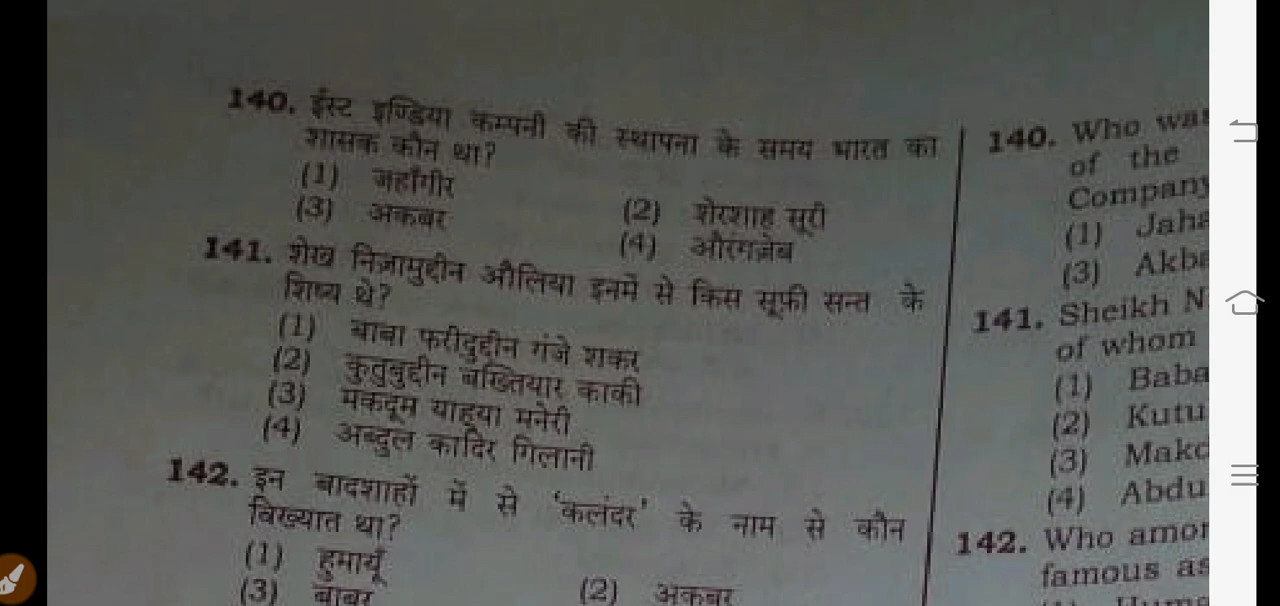 140. ईस्ट इण्डिया कम्पनी की स्थापना के समय भारत का
शासक कौन था?
(1) जहाँगीर
(2) शेरशाह सूरी
(3) अकबर
(4) औरंगज़ेब
141. शेख निज़ामुद्दीन औलिया इनमें से किस सूफ़ी सन्त के
शिष्य थे?
(1) बाबा फरीदुद्दीन गंजे शकर
(2) कुतुबुद्दीन बख्तियार काकी
(3) मकदूम याह्या मनेरी
(4) अब्दुल कादिर गिलानी
142. इन बादशाहों में से 'कलंदर' के नाम से कौन
विख्यात था?
(1) हुमायूँ
(2) अकबर
(3) बाबर
140. Who was
of the
Company
(1) Jaha
(3) Akba
141. Sheikh N
of whom
(1) Baba
(2) Kutu
(3) Makd
(4) Abdu
142. Who amon
famous as